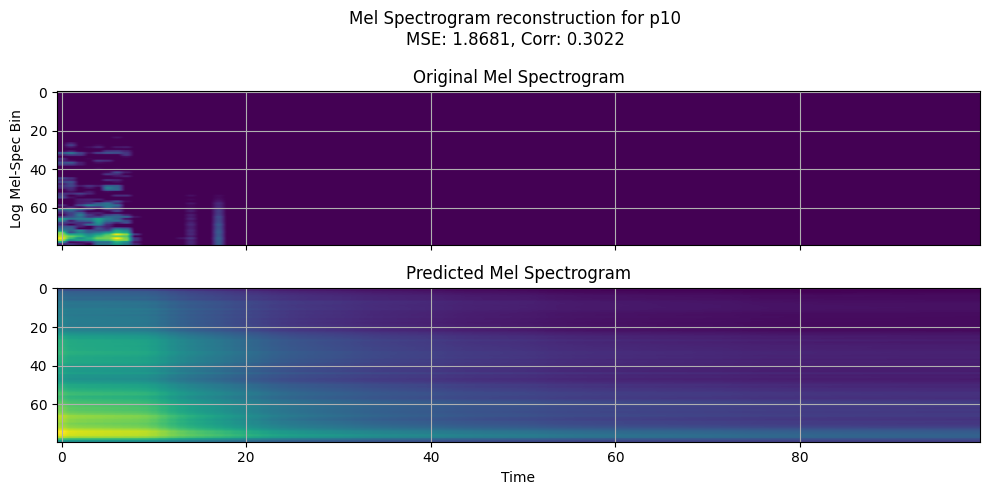 Mel Spectrogram reconstruction for p10
MSE: 1.8681, Corr: 0.3022
Original Mel Spectrogram
0
20
40
60
Log Mel-Spec Bin
Predicted Mel Spectrogram
0
20
40
60
0 20 40 60 80
Time